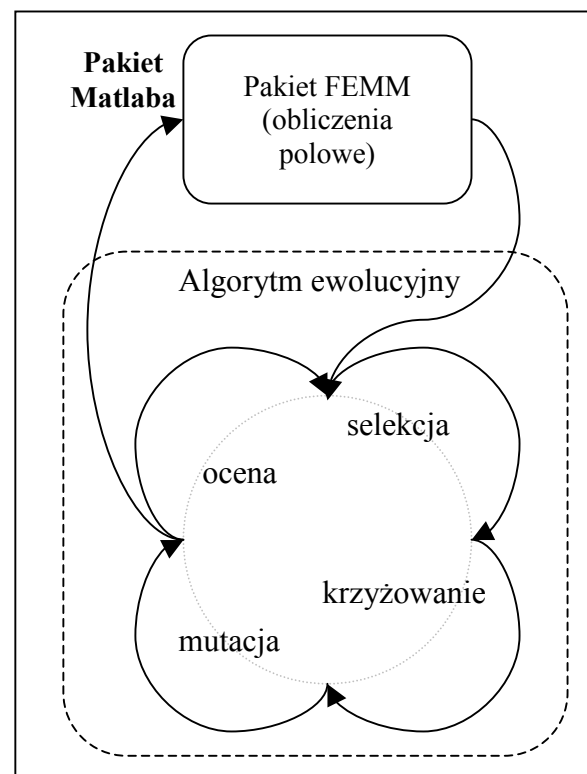 Pakiet
Matlaba
Pakiet FEMM
(obliczenia
polowe)
Algorytm ewolucyjny
selekcja
ocena
krzyżowanie
mutacja